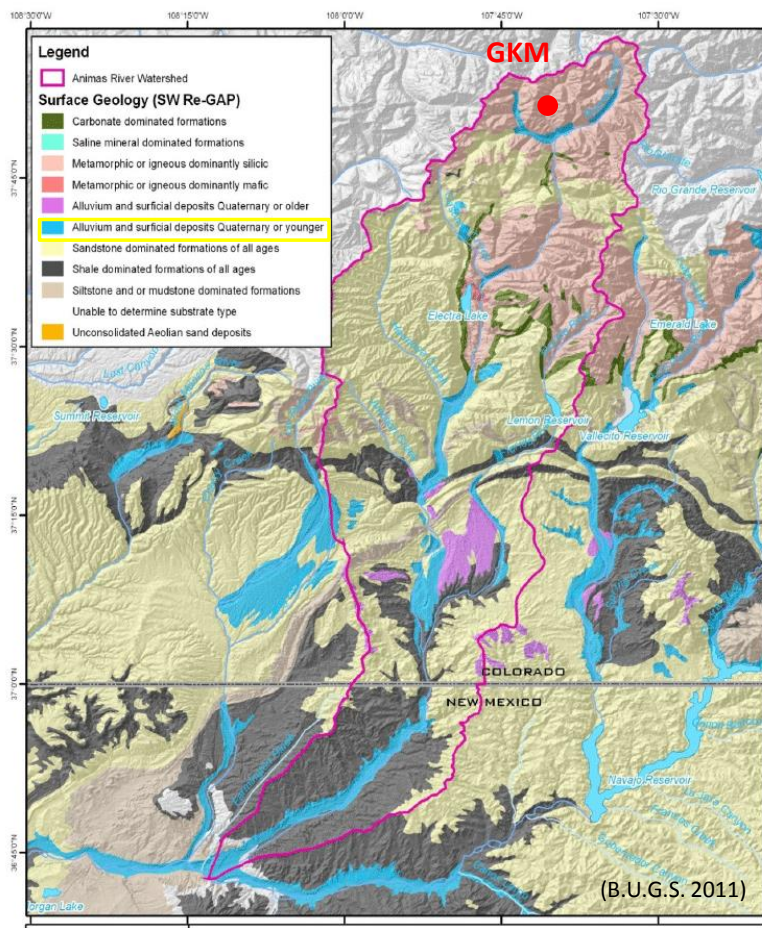 108°30'0"W
108°15'0"W
108°0'0"W
107°45'0"W
107°30'0"W
GKM
Legend
Animas River Watershed
Surface Geology (SW Re-GAP)
Carbonate dominated formations
Saline mineral dominated formations
Metamorphic or igneous dominantly silicic
Metamorphic or igneous dominantly mafic
Alluvium and surficial deposits Quaternary or older
Alluvium and surficial deposits Quaternary or younger
Sandstone dominated formations of all ages
Shale dominated formations of all ages
Siltstone and or mudstone dominated formations
Unable to determine substrate type
Unconsolidated Aeolian sand deposits
37°45'0"N
Rio Grande Reservoir
Electra Lake
Emerald Lake
37°30'0"N
Summit Reservoir
Lemon Reservoir
Vallecito Reservoir
37°15'0"N
COLORADO
37°0'0"N
NEW MEXICO
Navajo Reservoir
36°45'0"N
(B.U.G.S. 2011)
organ Lake